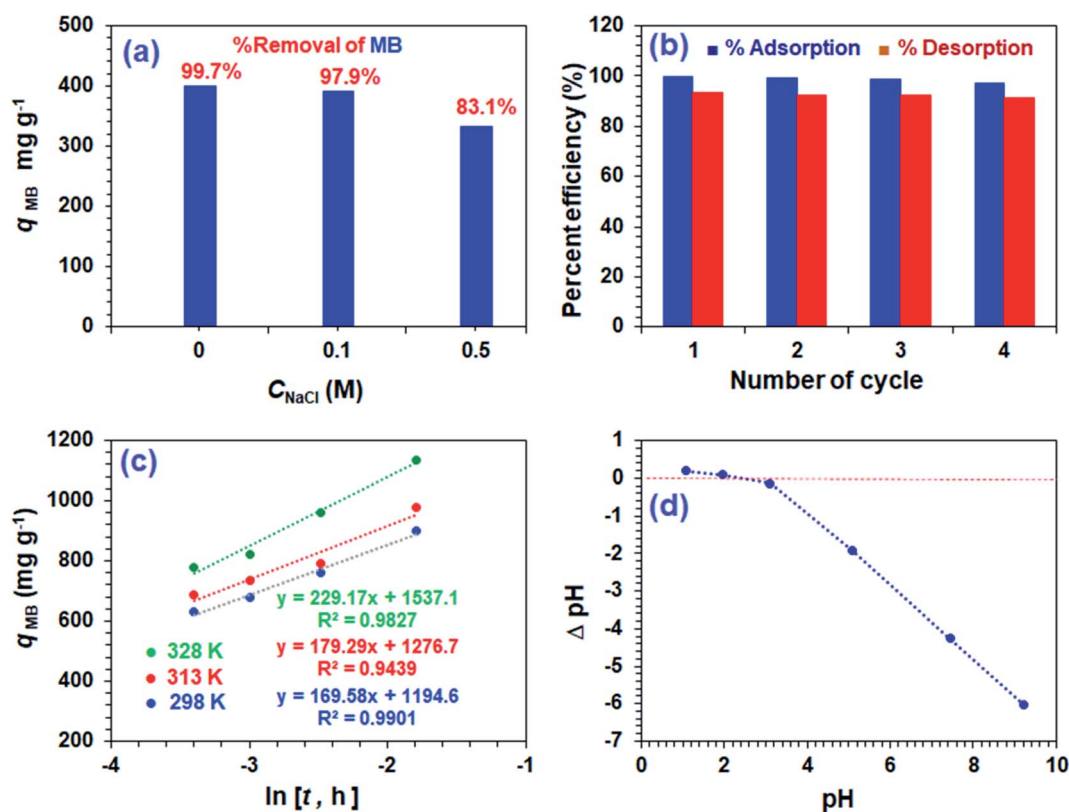 (a)
%Removal of MB
99.7%
97.9%
83.1%
500
400
300
200
100
0
q MB mg g-1
0 0.1 0.5
CNaCl (M)
(b)
% Adsorption % Desorption
120
100
80
60
40
20
0
Percent efficiency (%)
1 2 3 4
Number of cycle
(c)
1200
1000
800
600
400
200
qMB (mg g-1)
y = 229.17x + 1537.1
R² = 0.9827
y = 179.29x + 1276.7
R² = 0.9439
y = 169.58x + 1194.6
R² = 0.9901
328 K
313 K
298 K
-4 -3 -2 -1
ln [t , h ]
(d)
1
0
-1
-2
-3
-4
-5
-6
-7
Δ pH
0 2 4 6 8 10
pH